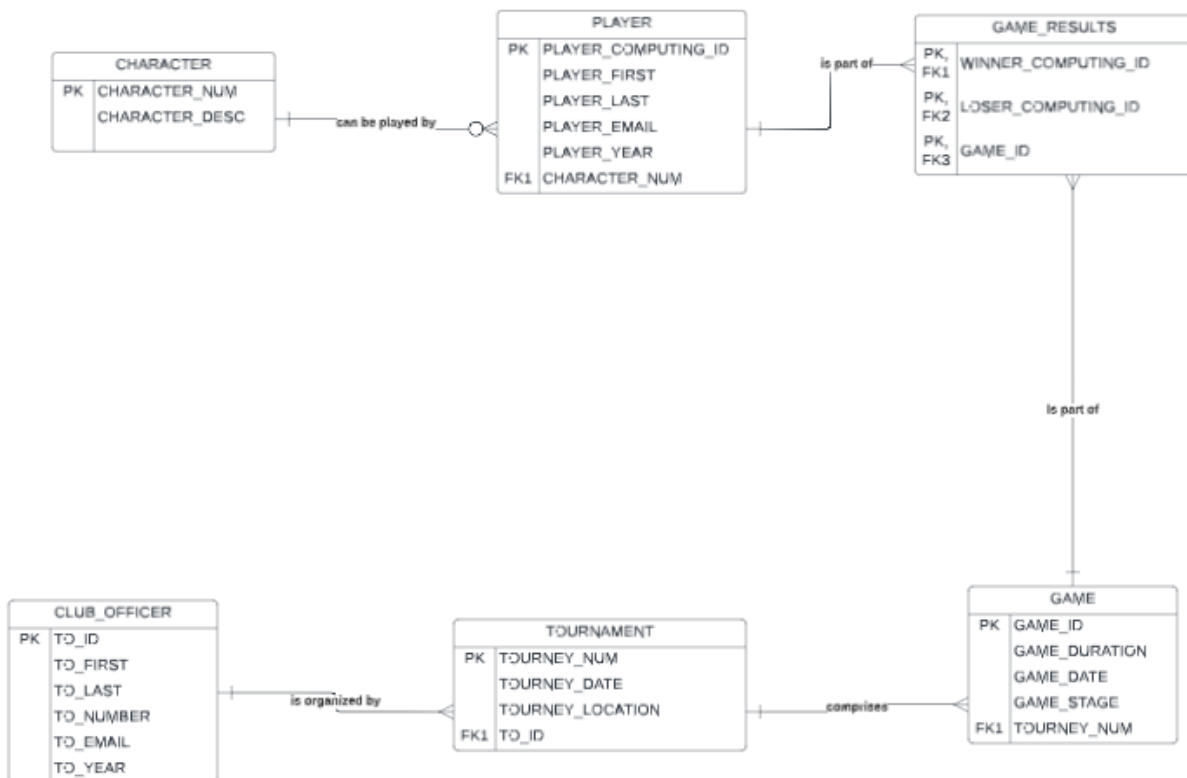 CHARACTER
PK CHARACTER_NUM
CHARACTER_DESC
can be played by
PLAYER
PK PLAYER_COMPUTING_ID
PLAYER_FIRST
PLAYER_LAST
PLAYER_EMAIL
PLAYER_YEAR
FK1 CHARACTER_NUM
is part of
GAME_RESULTS
PK, FK1 WINNER_COMPUTING_ID
PK, FK2 LOSER_COMPUTING_ID
PK, FK3 GAME_ID
Is part of
CLUB_OFFICER
PK TO_ID
TO_FIRST
TO_LAST
TO_NUMBER
TO_EMAIL
TO_YEAR
is organized by
TOURNAMENT
PK TOURNEY_NUM
TOURNEY_DATE
TOURNEY_LOCATION
FK1 TO_ID
comprises
GAME
PK GAME_ID
GAME_DURATION
GAME_DATE
GAME_STAGE
FK1 TOURNEY_NUM